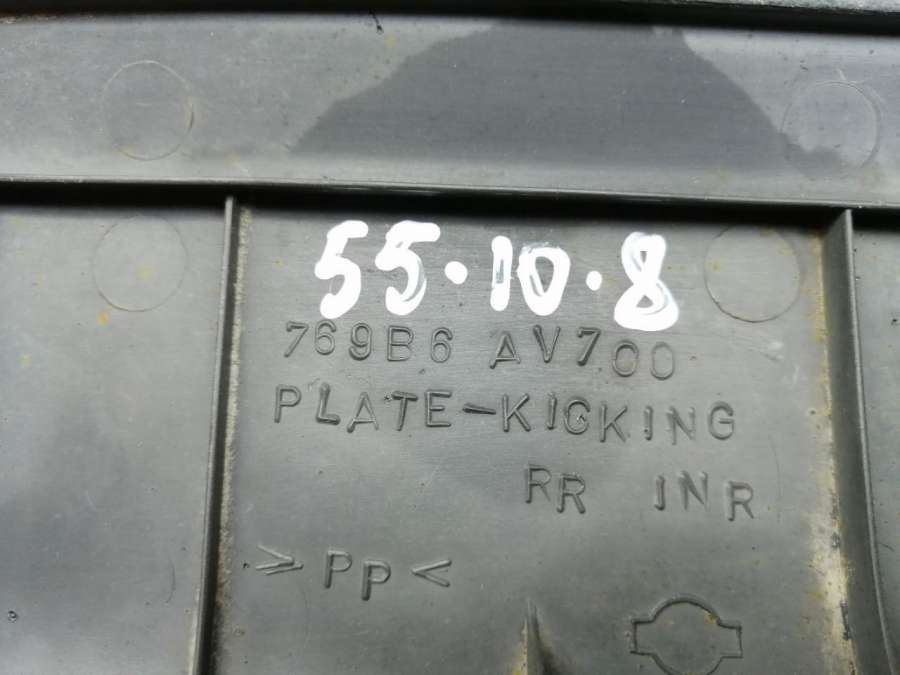 55.10.8
769B6 AV700
PLATE-KICKING
RR INR
>PP<